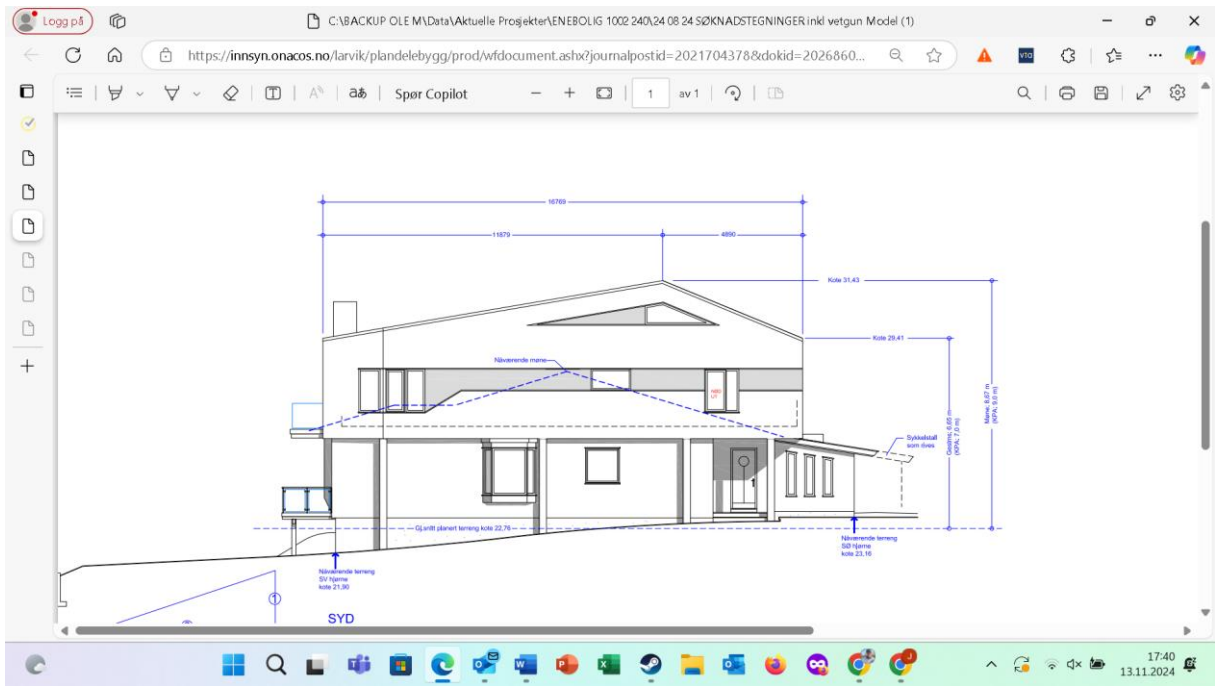 Logg på
C:\BACKUP OLE M\Data\Aktuelle Prosjekter\ENEBOLIG 1002 240\24 08 24 SØKNADSTEGNINGER inkl vetgun Model (1)
https://innsyn.onacos.no/larvik/plandelebygg/prod/wfdocument.ashx?journalpostid=2021704378&dokid=2026860...
aあ
Spør Copilot
1
av 1
16769
11879
4890
Kote 31,43
Kote 29,41
Nåværende møne
Gesims; 6,65 m
(KPA; 7,0 m)
Møne; 8,67 m
(KPA; 9,0 m)
Sykkelstall
som rives
Gj.snitt planert terreng kote 22,76
Nåværende terreng
SØ hjørne
kote 23,16
Nåværende terreng
SV hjørne
kote 21,90
1
SYD
17:40
13.11.2024